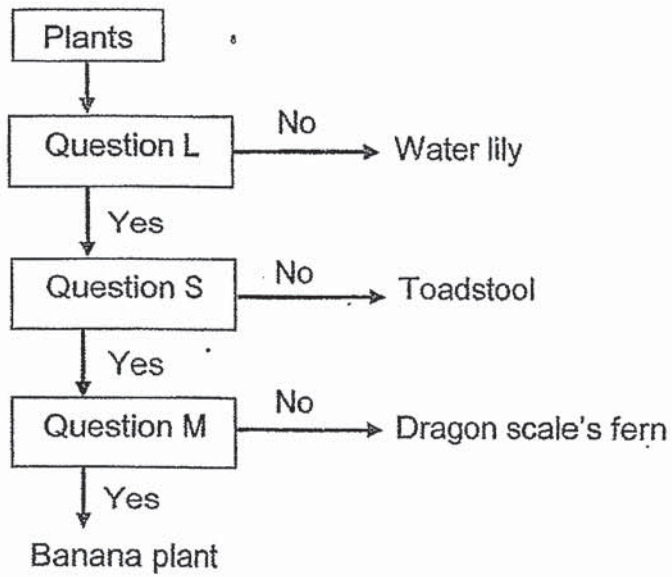 Plants
Question L
No
Water lily
Yes
Question S
No
Toadstool
Yes
Question M
No
Dragon scale's fern
Yes
Banana plant